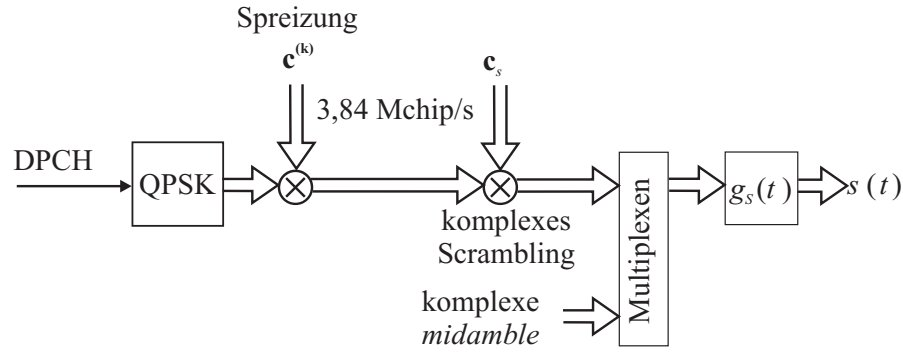 Spreizung
c^(k)
c_s
3,84 Mchip/s
DPCH
QPSK
komplexes
Scrambling
Multiplexen
g_s(t)
s(t)
komplexe
midamble